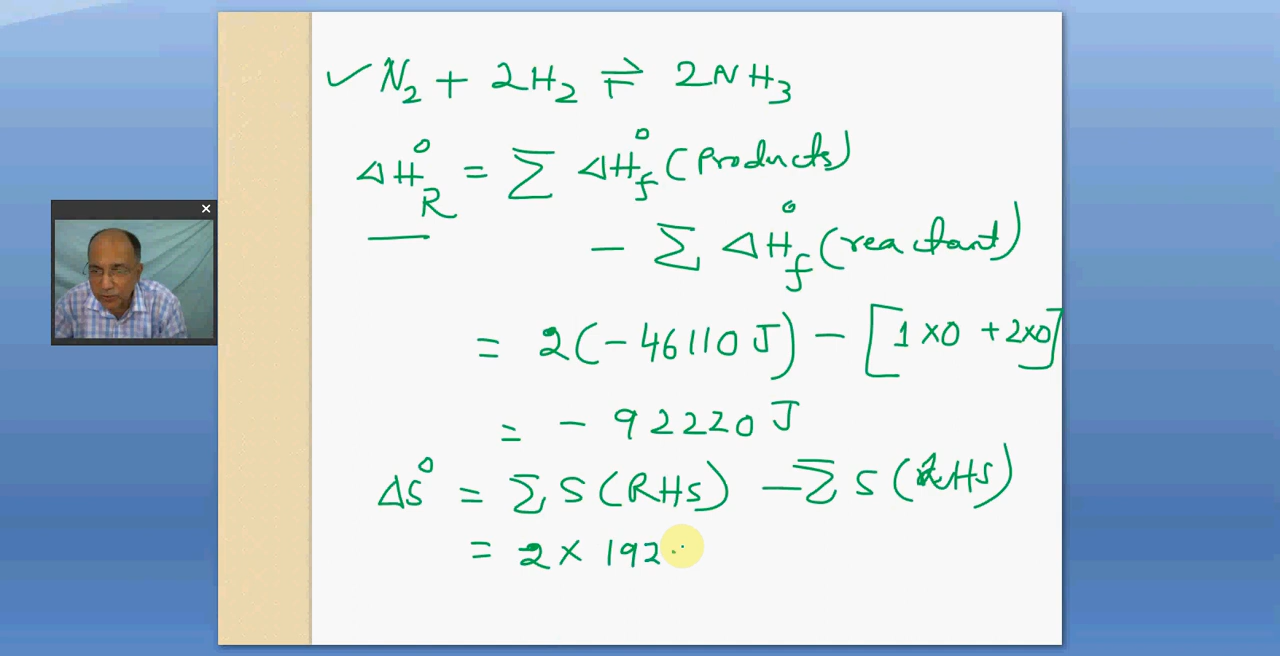 ✓N₂ + 2H₂ ⇌ 2NH₃
ΔH°R = Σ ΔH°f (Products)
− Σ ΔH°f (reactant)
= 2(−46110 J) − [1×0 + 2×0]
= − 92220 J
ΔS° = Σ S (RHS) − Σ S (LHS)
= 2 × 192.